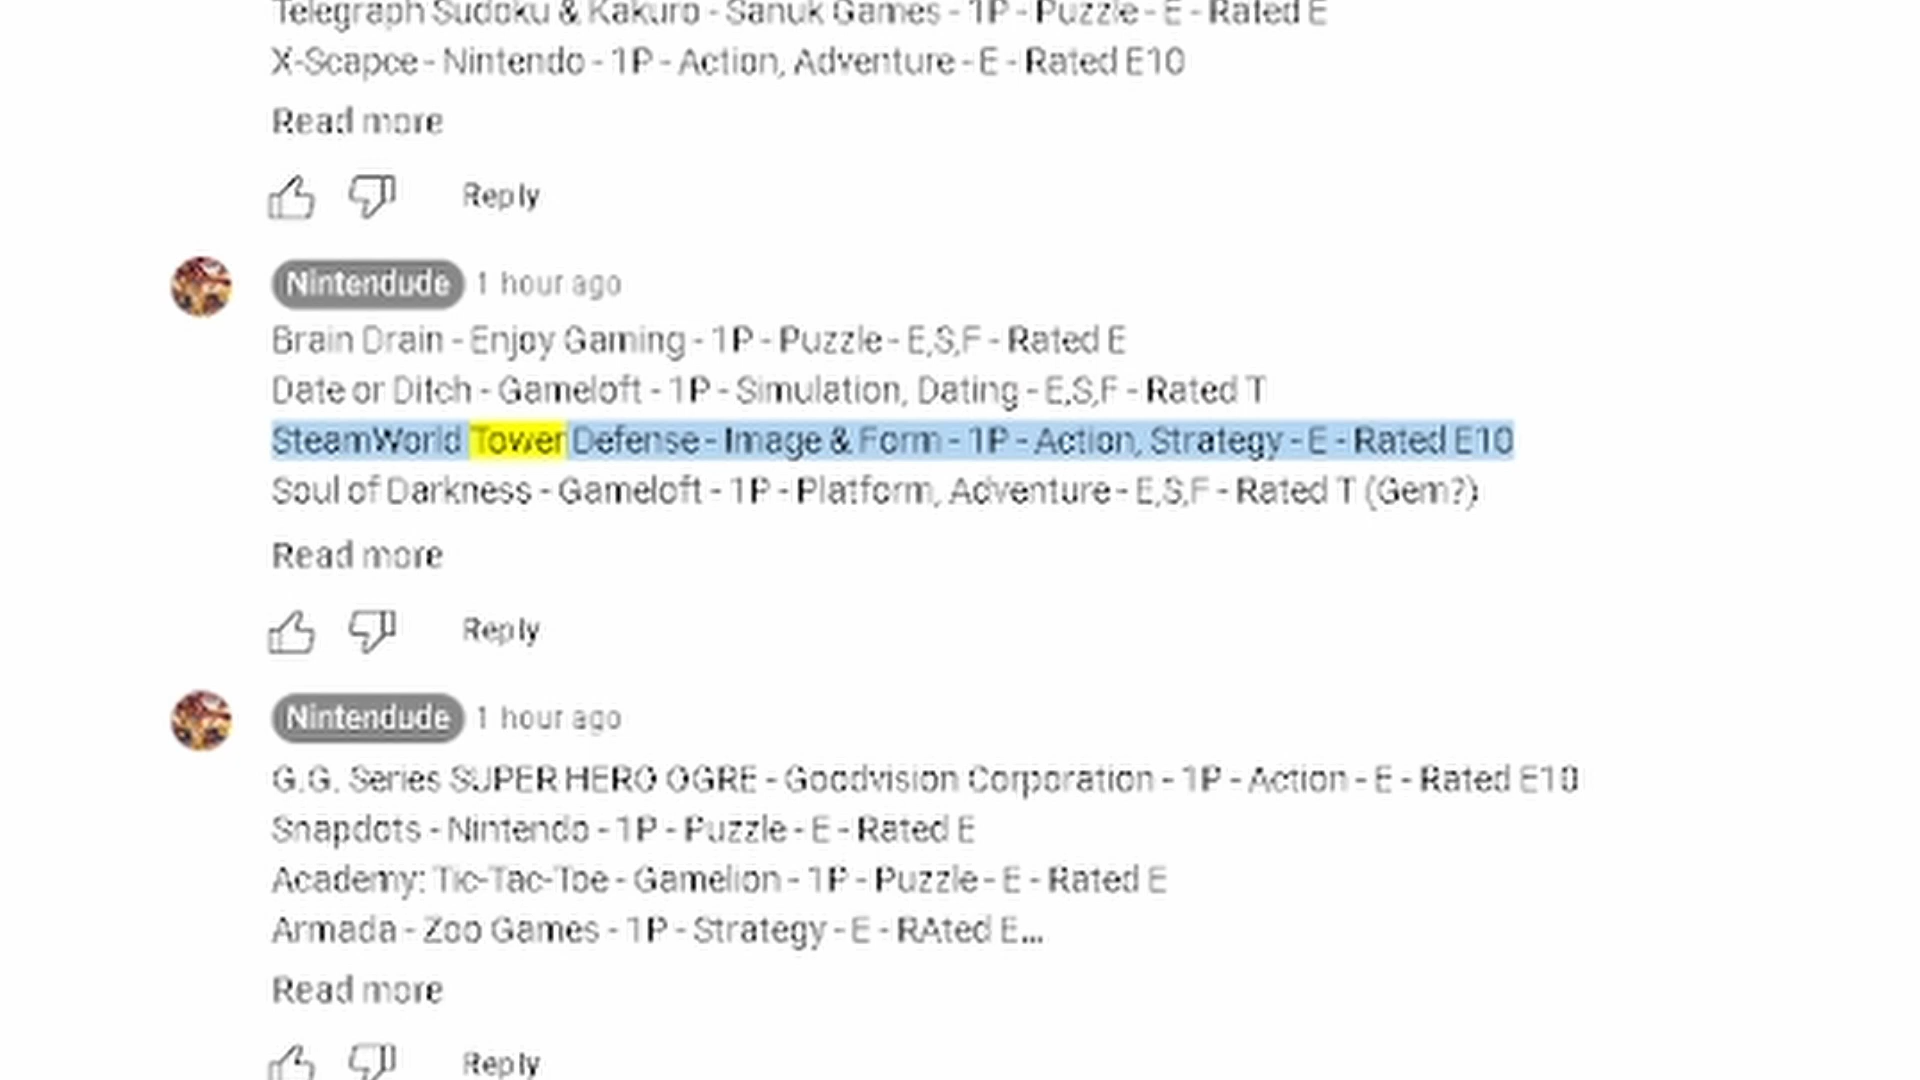 Telegraph Sudoku & Kakuro - Sanuk Games - 1P - Puzzle - E - Rated E
X-Scapce - Nintendo - 1P - Action, Adventure - E - Rated E10
Read more
Reply
Nintendude 1 hour ago
Brain Drain - Enjoy Gaming - 1P - Puzzle - E,S,F - Rated E
Date or Ditch - Gameloft - 1P - Simulation, Dating - E,S,F - Rated T
SteamWorld Tower Defense - Image & Form - 1P - Action, Strategy - E - Rated E10
Soul of Darkness - Gameloft - 1P - Platform, Adventure - E,S,F - Rated T (Gem?)
Read more
Reply
Nintendude 1 hour ago
G.G. Series SUPER HERO OGRE - Goodvision Corporation - 1P - Action - E - Rated E10
Snapdots - Nintendo - 1P - Puzzle - E - Rated E
Academy: Tic-Tac-Toe - Gamelion - 1P - Puzzle - E - Rated E
Armada - Zoo Games - 1P - Strategy - E - RAted E...
Read more
Reply